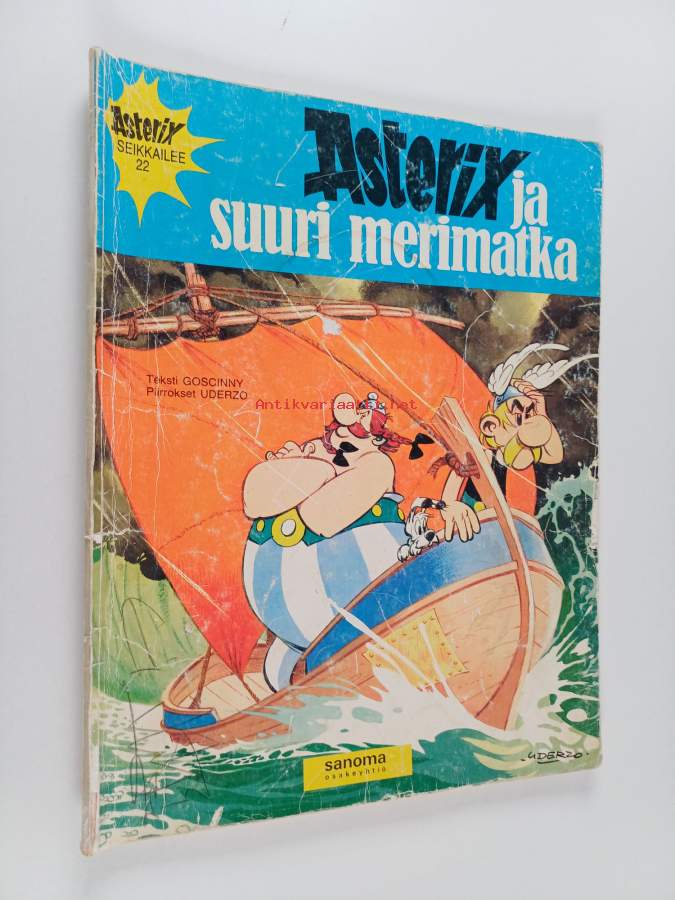 Asterix
SEIKKAILEE
22
Asterix ja
suuri merimatka
Teksti GOSCINNY
Piirrokset UDERZO
Antikvariaatti.net
sanoma
osakeyhtiö
UDERZO